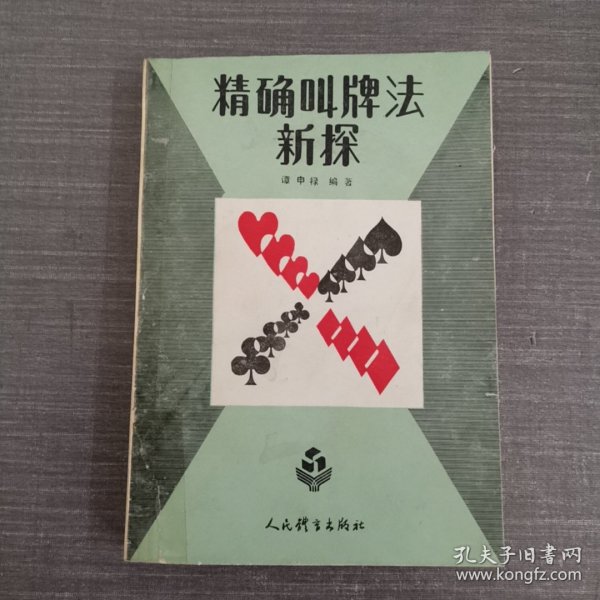 精确叫牌法
新探
谭申禄 编著
人民体育出版社
孔夫子旧书网
www.kongfz.com